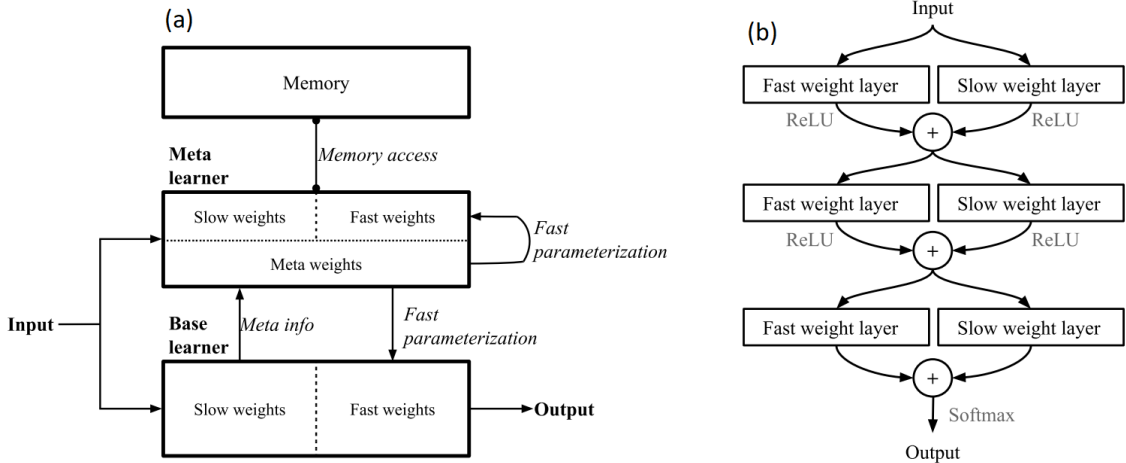 (a)
Memory
Memory access
Meta
learner
Slow weights
Fast weights
Meta weights
Fast
parameterization
Input
Meta info
Fast
parameterization
Base
learner
Slow weights
Fast weights
Output
(b)
Input
Fast weight layer
Slow weight layer
ReLU
ReLU
+
Fast weight layer
Slow weight layer
ReLU
ReLU
+
Fast weight layer
Slow weight layer
+
Softmax
Output